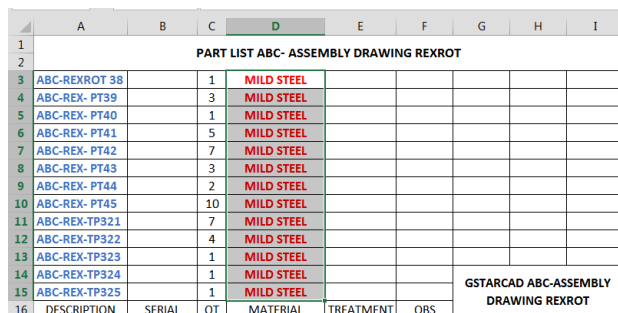 A B C D E F G H I
1
PART LIST ABC- ASSEMBLY DRAWING REXROT
2
3 ABC-REXROT 38 1 MILD STEEL
4 ABC-REX- PT39 3 MILD STEEL
5 ABC-REX- PT40 1 MILD STEEL
6 ABC-REX- PT41 5 MILD STEEL
7 ABC-REX- PT42 7 MILD STEEL
8 ABC-REX- PT43 3 MILD STEEL
9 ABC-REX- PT44 2 MILD STEEL
10 ABC-REX- PT45 10 MILD STEEL
11 ABC-REX-TP321 7 MILD STEEL
12 ABC-REX-TP322 4 MILD STEEL
13 ABC-REX-TP323 1 MILD STEEL
14 ABC-REX-TP324 1 MILD STEEL
15 ABC-REX-TP325 1 MILD STEEL
GSTARCAD ABC-ASSEMBLY
DRAWING REXROT
16 DESCRIPTION SERIAL QT MATERIAL TREATMENT OBS